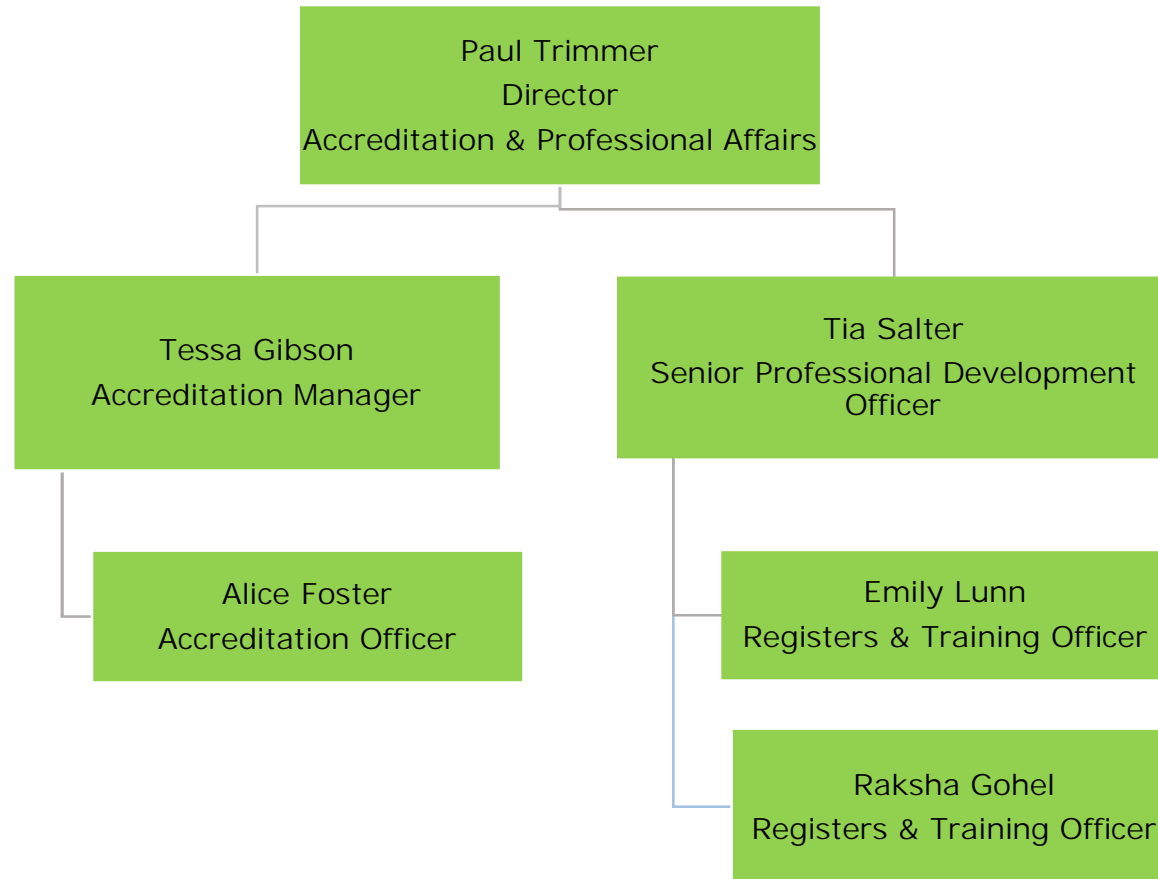 Paul Trimmer
Director
Accreditation & Professional Affairs
Tessa Gibson
Accreditation Manager
Tia Salter
Senior Professional Development
Officer
Alice Foster
Accreditation Officer
Emily Lunn
Registers & Training Officer
Raksha Gohel
Registers & Training Officer